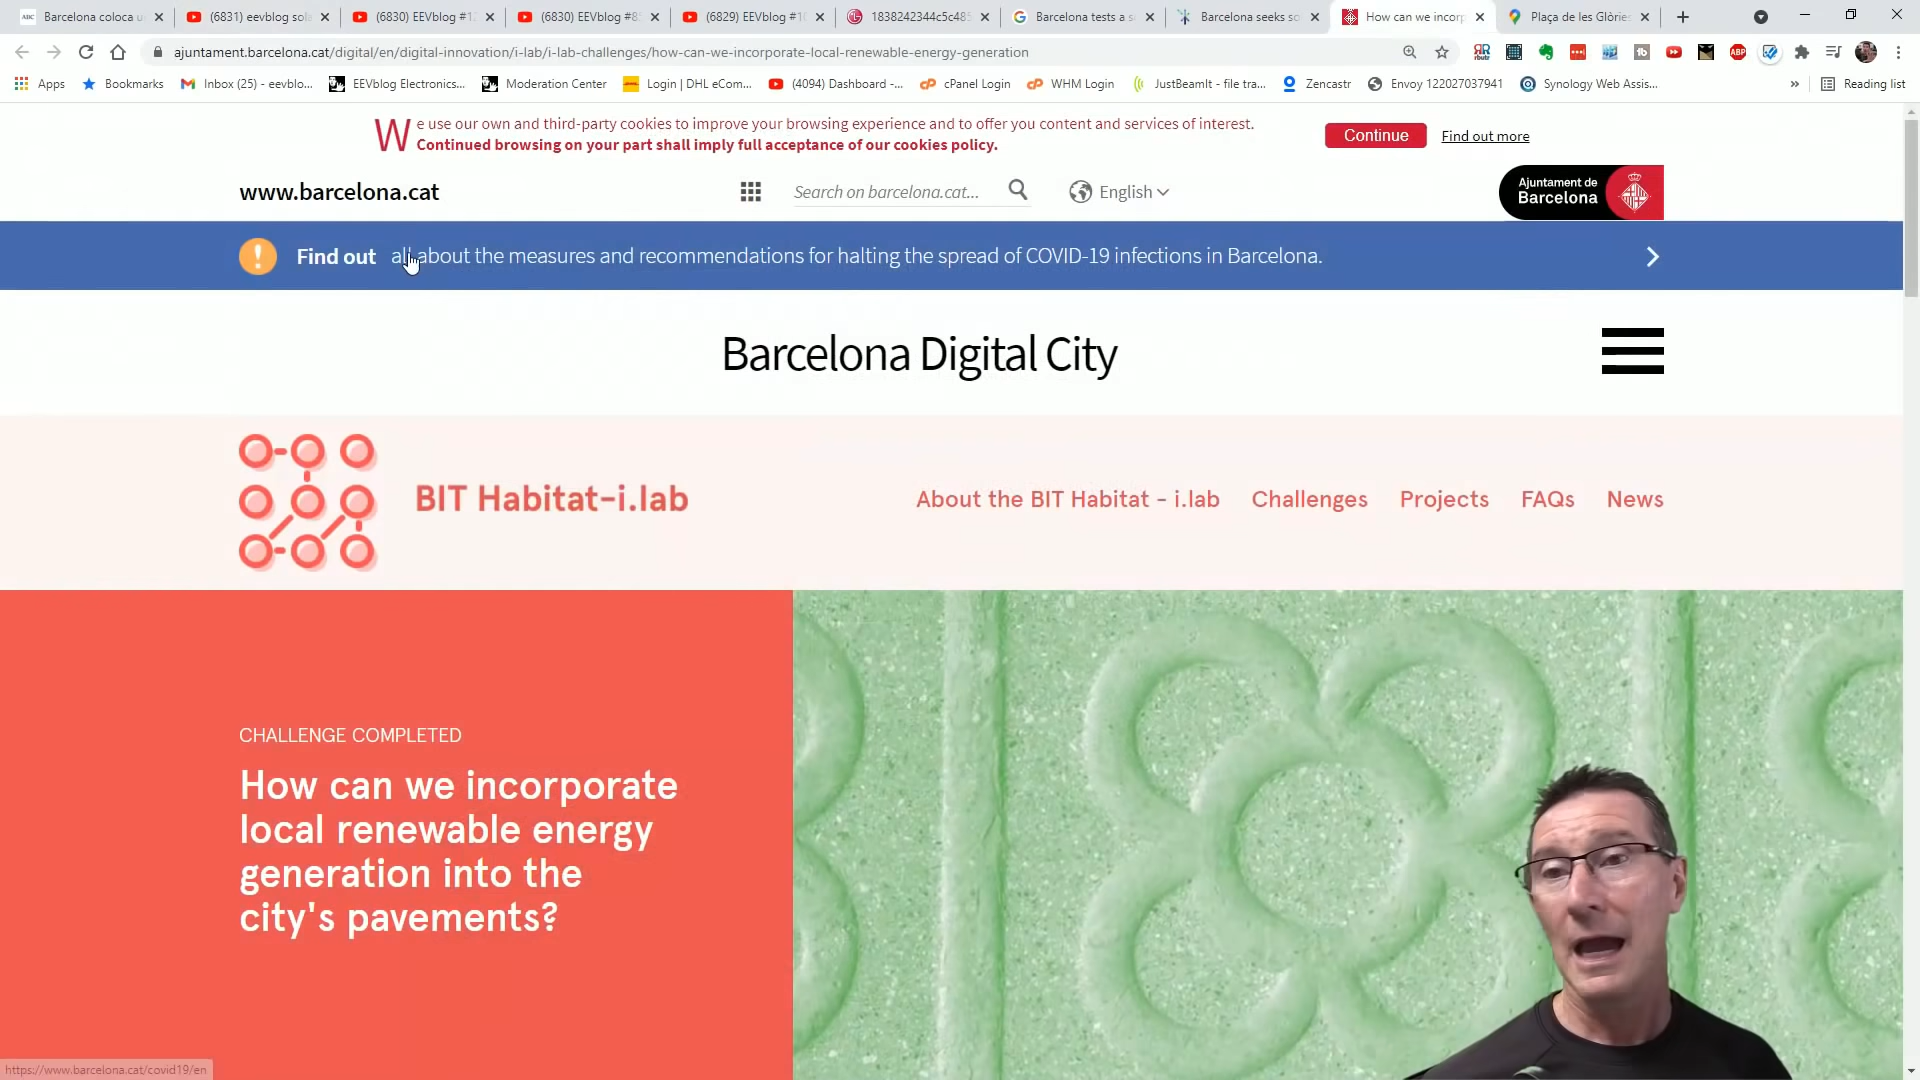 Barcelona coloca u
(6831) eevblog sol
(6830) EEVblog #1
(6830) EEVblog #8
(6829) EEVblog #1
1838242344c5c485
Barcelona tests a s
Barcelona seeks so
How can we incorp
Plaça de les Glòrie
ajuntament.barcelona.cat/digital/en/digital-innovation/i-lab/i-lab-challenges/how-can-we-incorporate-local-renewable-energy-generation
Apps
Bookmarks
Inbox (25) - eevblo...
EEVblog Electronics...
Moderation Center
Login | DHL eCom...
(4094) Dashboard -...
cPanel Login
WHM Login
JustBeamIt - file tra...
Zencastr
Envoy 122027037941
Synology Web Assis...
»
Reading list
We use our own and third-party cookies to improve your browsing experience and to offer you content and services of interest.
Continued browsing on your part shall imply full acceptance of our cookies policy.
Continue
Find out more
www.barcelona.cat
Search on barcelona.cat...
English
Ajuntament de
Barcelona
Find out all about the measures and recommendations for halting the spread of COVID-19 infections in Barcelona.
Barcelona Digital City
BIT Habitat-i.lab
About the BIT Habitat - i.lab
Challenges
Projects
FAQs
News
CHALLENGE COMPLETED
How can we incorporate
local renewable energy
generation into the
city's pavements?
https://www.barcelona.cat/covid19/en